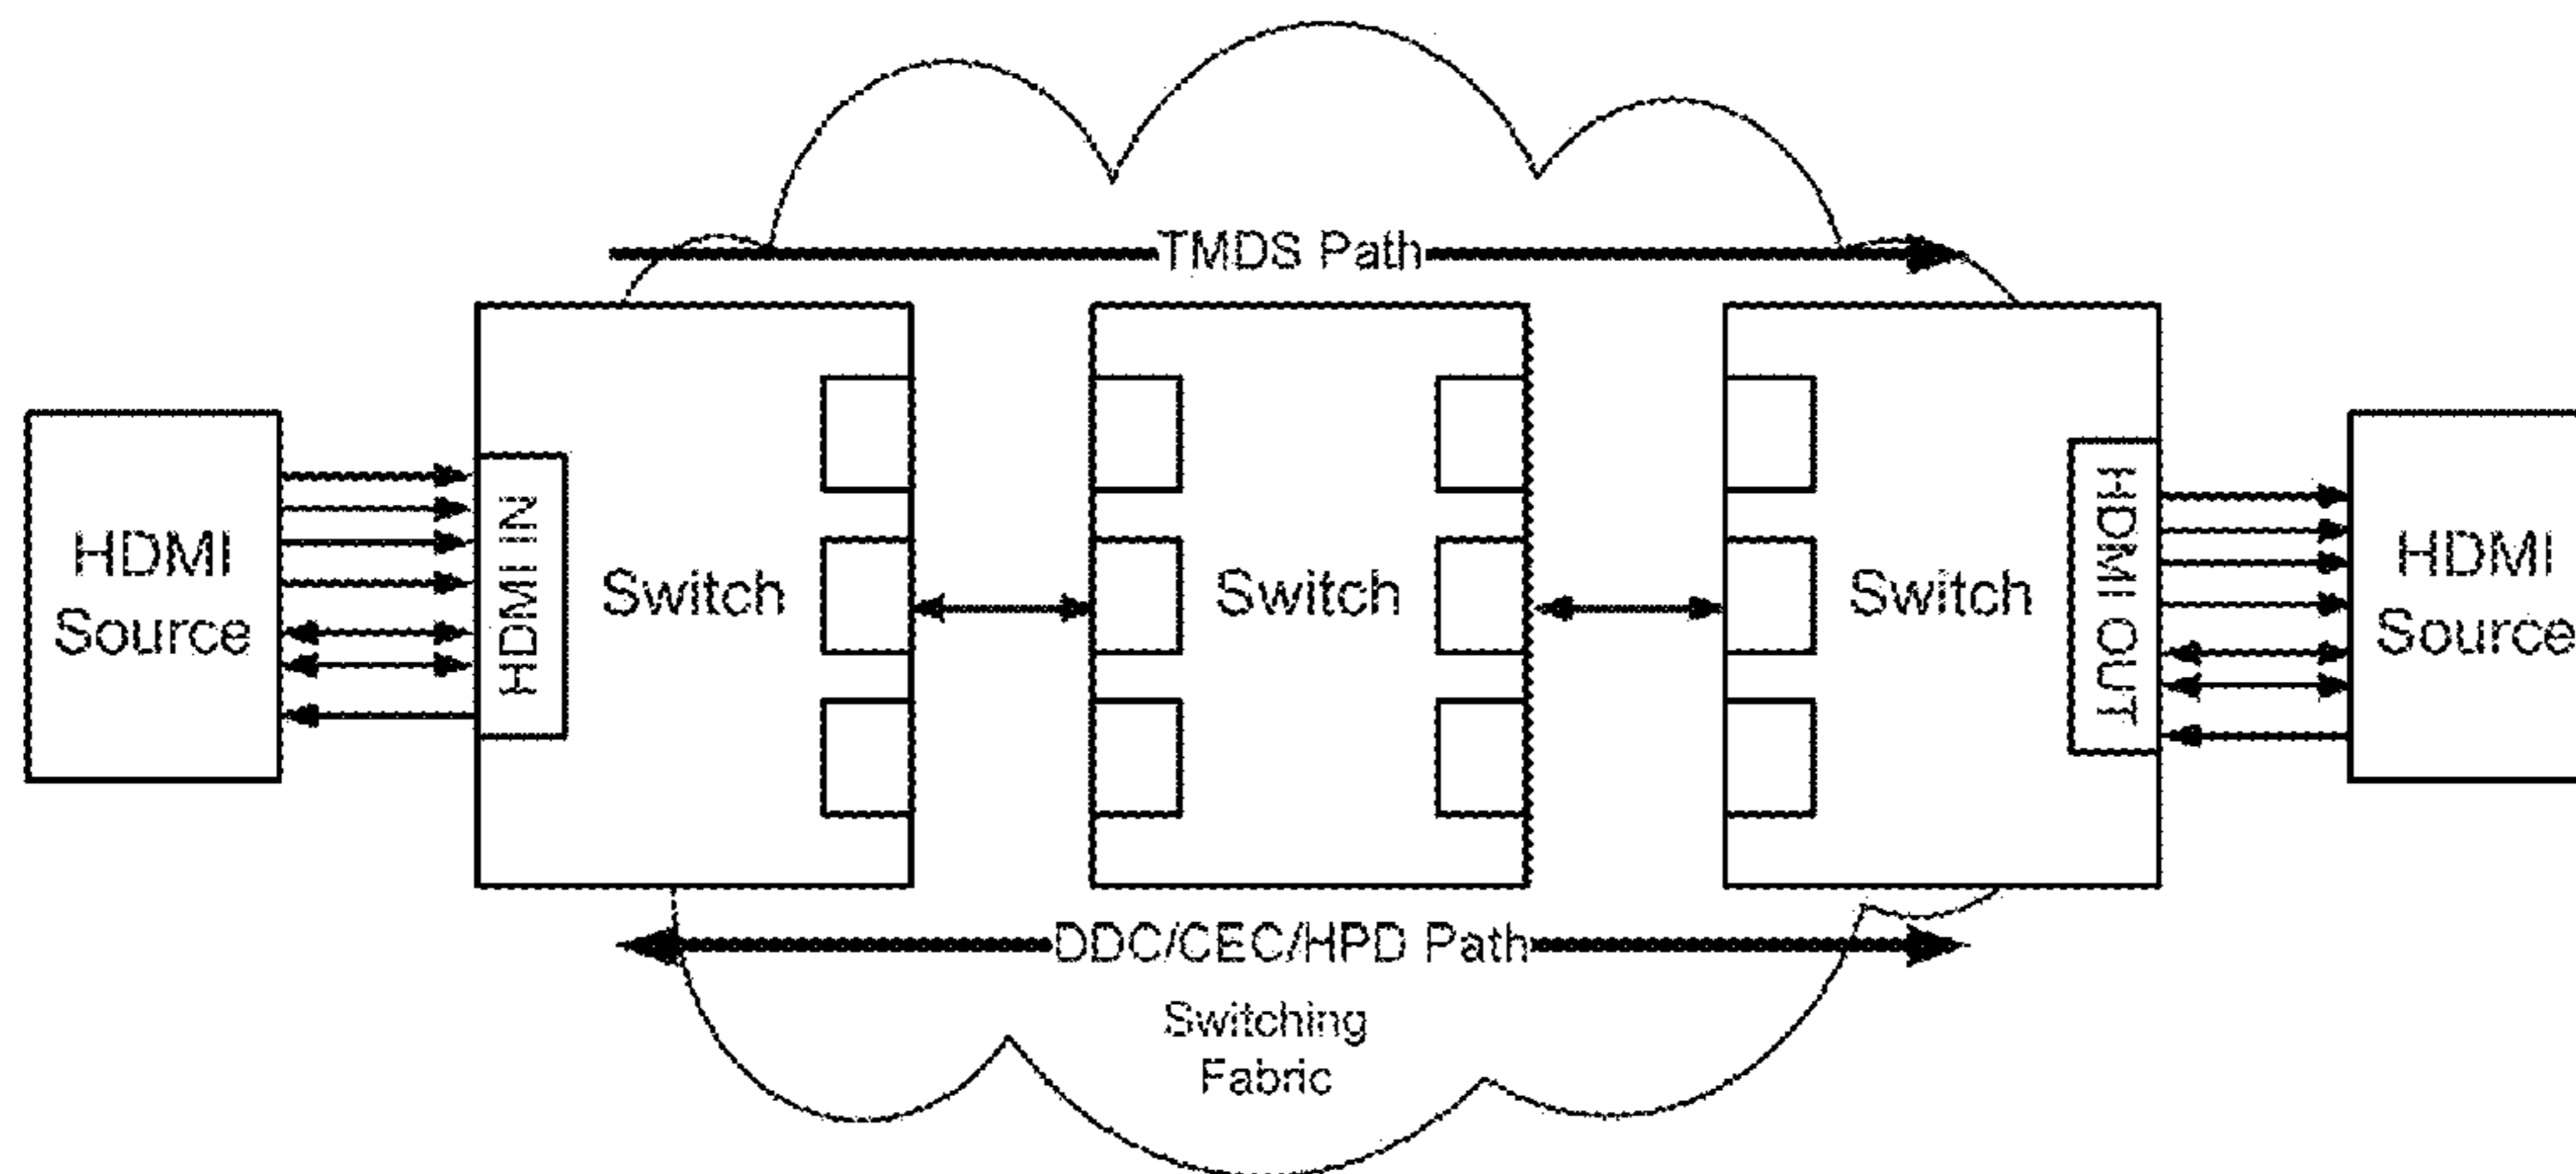 TMDS Path
HDMI
Source
HDMI IN
Switch
Switch
Switch
HDMI OUT
HDMI
Source
DDC/CEC/HPD Path
Switching
Fabric